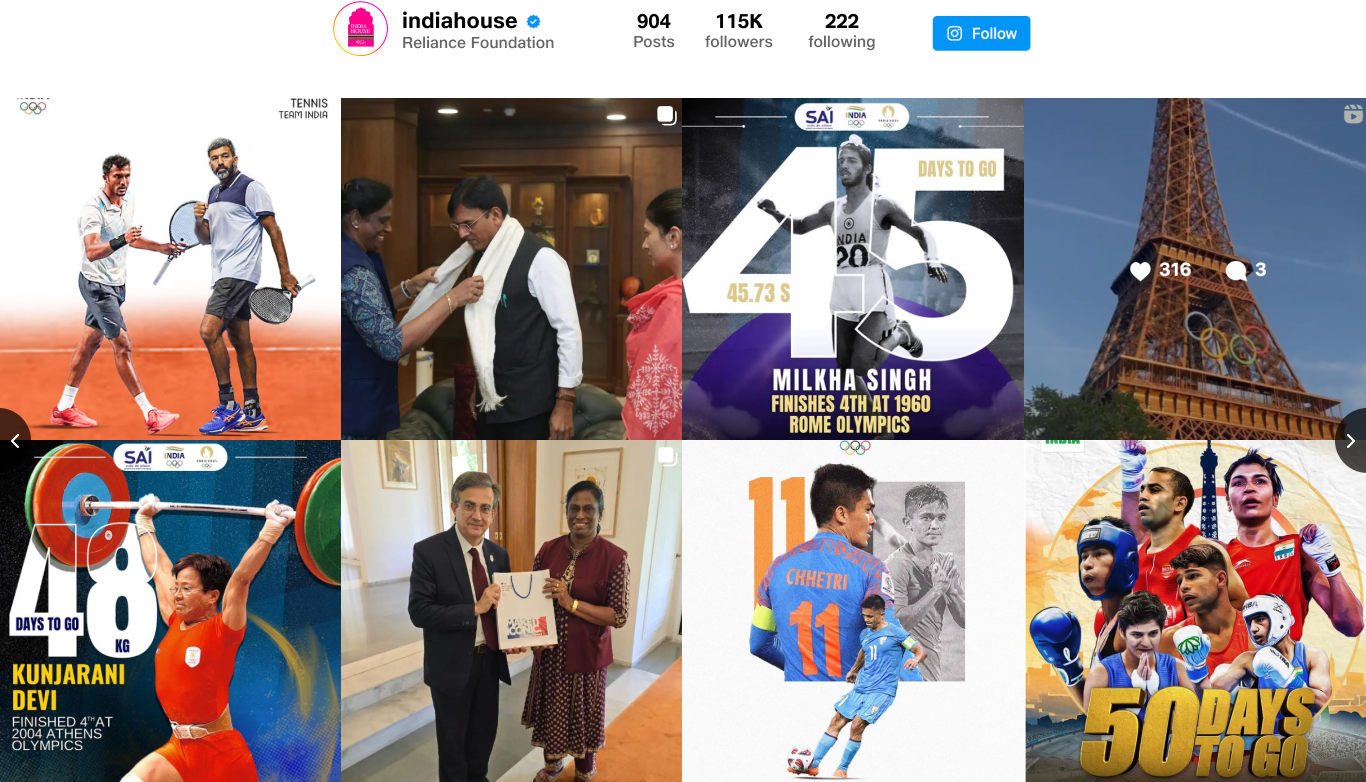 indiahouse
Reliance Foundation
904
Posts
115K
followers
222
following
Follow
INDIA
HOUSE
TENNIS
TEAM INDIA
SAI
INDIA
DAYS TO GO
45
INDIA
20
45.73 S
MILKHA SINGH
FINISHES 4TH AT 1960
ROME OLYMPICS
316
3
SAI
INDIA
48
DAYS TO GO
KG
KUNJARANI
DEVI
FINISHED 4TH AT
2004 ATHENS
OLYMPICS
11
CHHETRI
11
11
INDIA
50 DAYS
TO GO